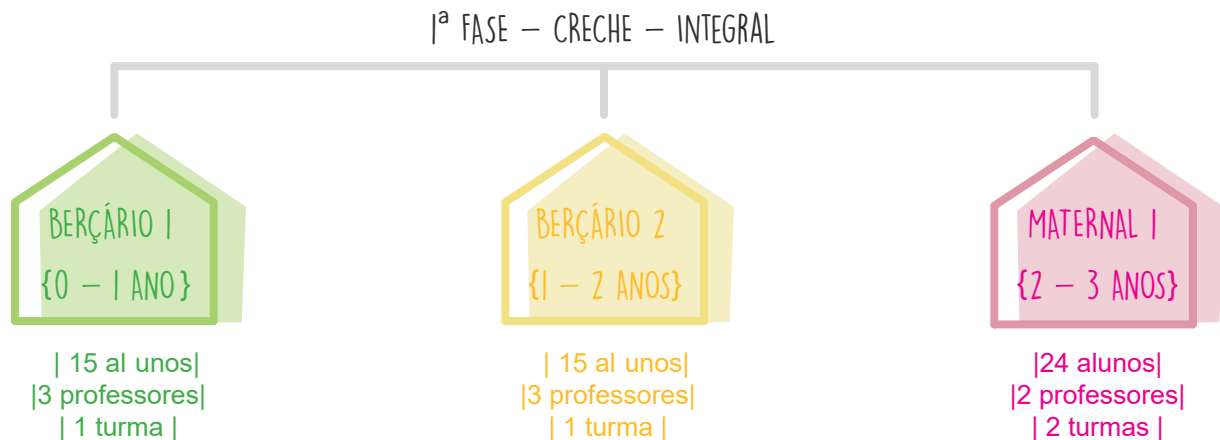 1ª FASE – CRECHE – INTEGRAL
BERÇÁRIO 1
{0 – 1 ANO}
| 15 al unos|
|3 professores|
| 1 turma |
BERÇÁRIO 2
{1 – 2 ANOS}
| 15 al unos|
|3 professores|
| 1 turma |
MATERNAL 1
{2 – 3 ANOS}
|24 alunos|
|2 professores|
| 2 turmas |